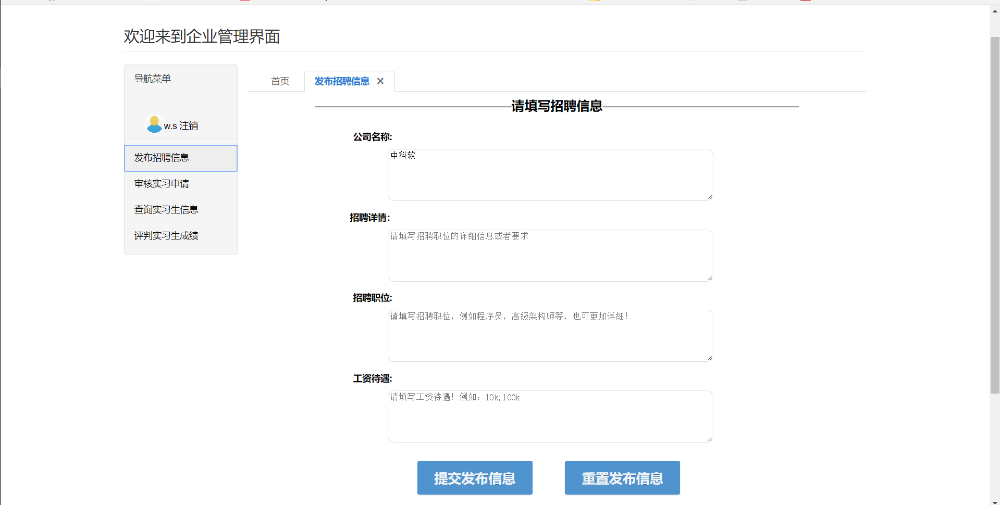 欢迎来到企业管理界面
导航菜单
w.s 注销
发布招聘信息
审核实习申请
查询实习生信息
评判实习生成绩
首页
发布招聘信息 ✕
请填写招聘信息
公司名称:
中科软
招聘详情：
请填写招聘职位的详细信息或者要求
招聘职位:
请填写招聘职位，例如程序员，高级架构师等，也可更加详细！
工资待遇:
请填写工资待遇！例如：10k,100k
提交发布信息
重置发布信息